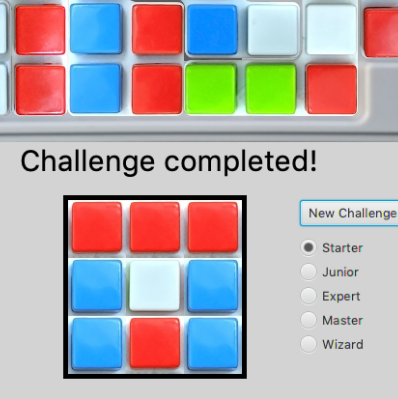 Challenge completed!
New Challenge
Starter
Junior
Expert
Master
Wizard